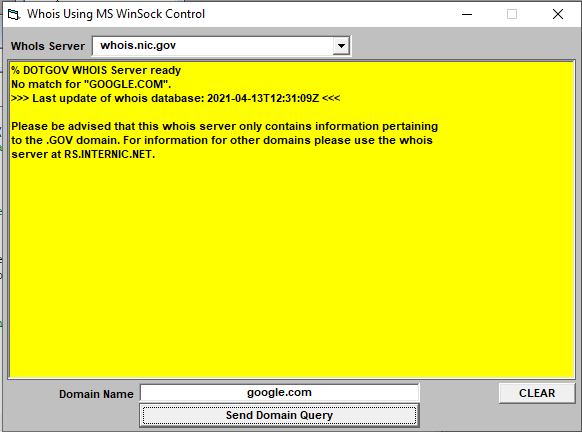 Whois Using MS WinSock Control
WhoIs Server whois.nic.gov
% DOTGOV WHOIS Server ready
No match for "GOOGLE.COM".
>>> Last update of whois database: 2021-04-13T12:31:09Z <<<
Please be advised that this whois server only contains information pertaining
to the .GOV domain. For information for other domains please use the whois
server at RS.INTERNIC.NET.
Domain Name google.com CLEAR
Send Domain Query